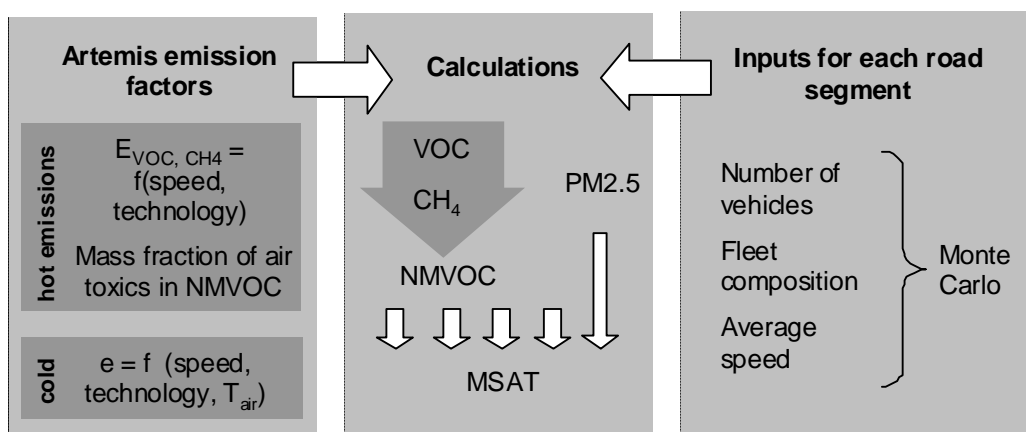 Artemis emission
factors
hot emissions
E_VOC, CH4 =
f(speed,
technology)
Mass fraction of air
toxics in NMVOC
cold
e = f (speed,
technology, T_air)
Calculations
VOC
CH₄
PM2.5
NMVOC
MSAT
Inputs for each road
segment
Number of
vehicles
Fleet
composition
Average
speed
Monte
Carlo